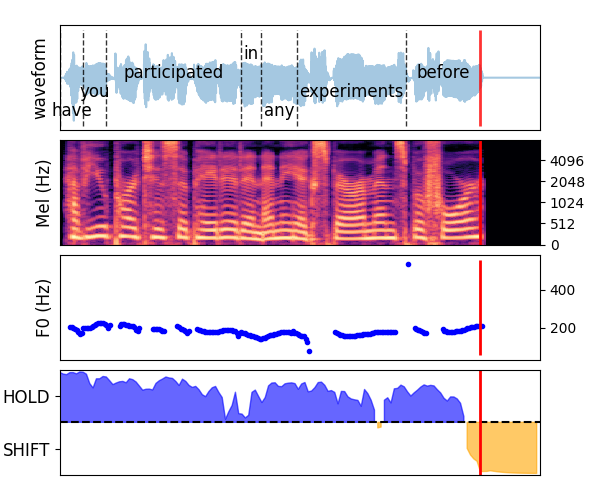 waveform
have
you
participated
in
any
experiments
before
Mel (Hz)
4096
2048
1024
512
0
F0 (Hz)
400
200
HOLD
SHIFT